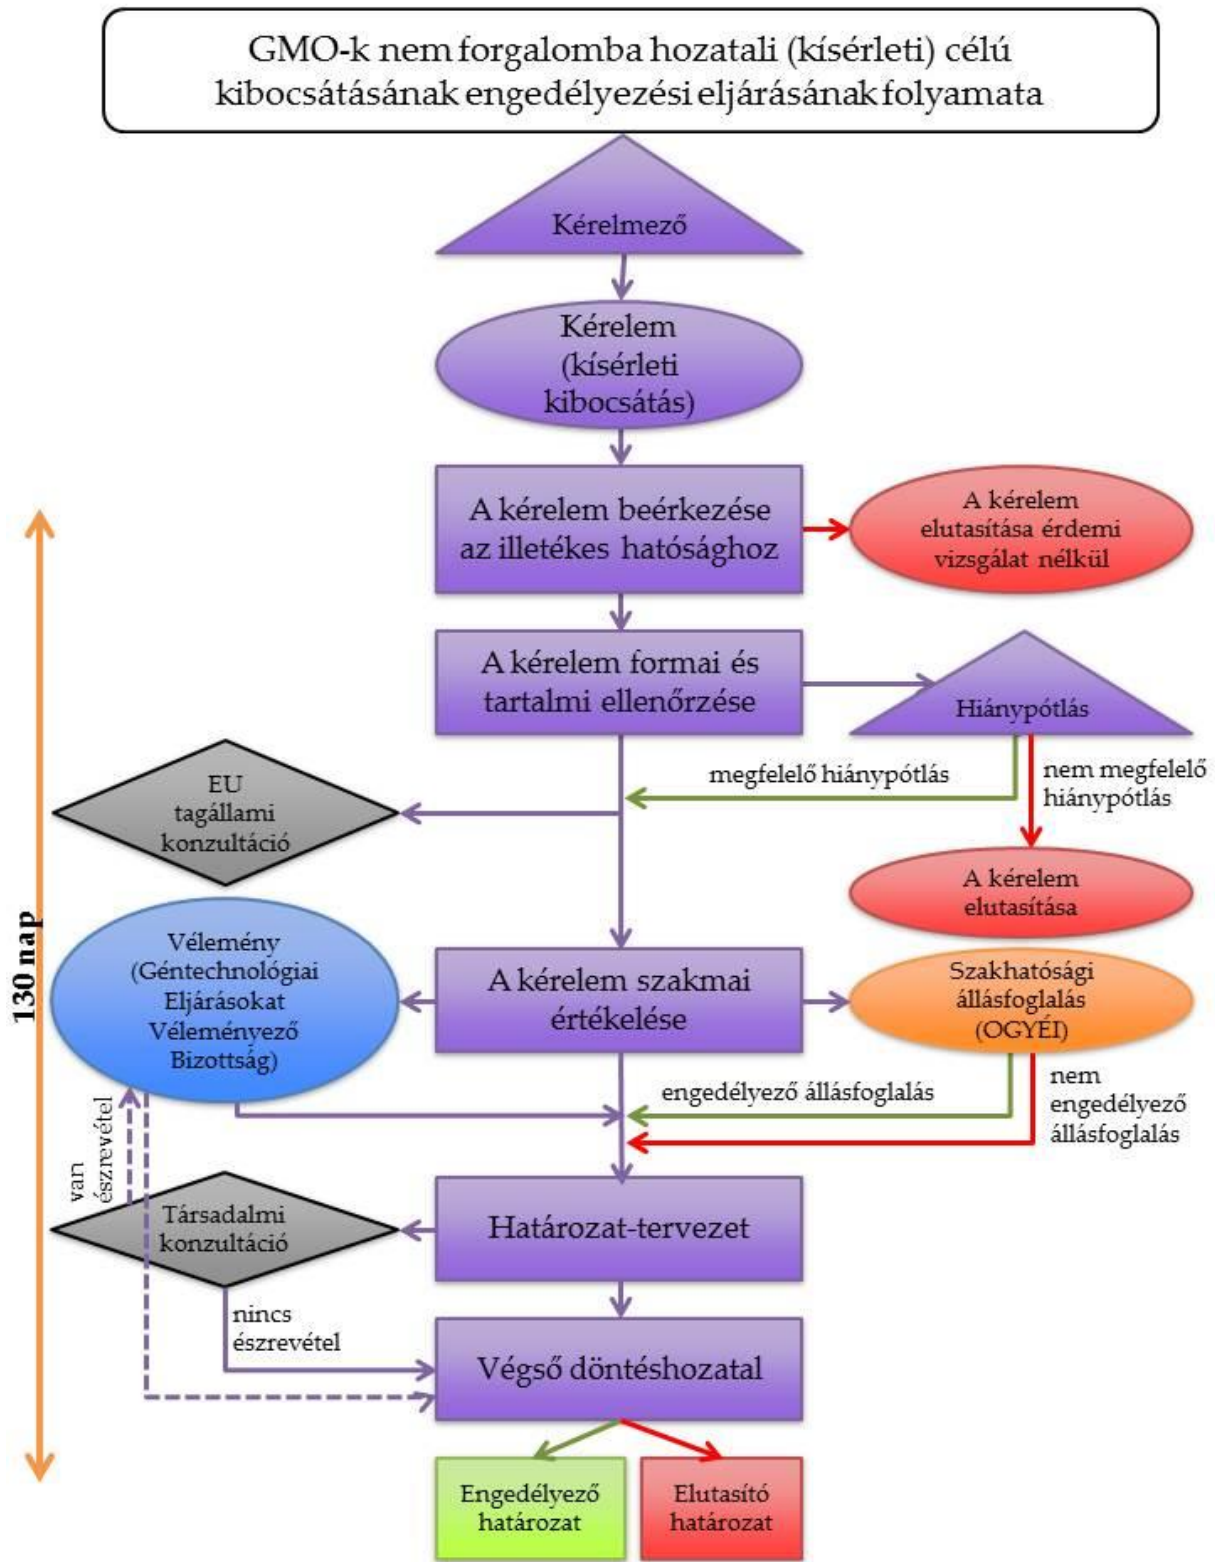 GMO-k nem forgalomba hozatali (kísérleti) célú
kibocsátásának engedélyezési eljárásának folyamata
Kérelmező
Kérelem
(kísérleti
kibocsátás)
A kérelem beérkezése
az illetékes hatósághoz
A kérelem
elutasítása érdemi
vizsgálat nélkül
A kérelem formai és
tartalmi ellenőrzése
Hiánypótlás
megfelelő hiánypótlás
nem megfelelő
hiánypótlás
EU
tagállami
konzultáció
A kérelem
elutasítása
130 nap
Vélemény
(Géntechnológiai
Eljárásokat
Véleményező
Bizottság)
A kérelem szakmai
értékelése
Szakhatósági
állásfoglalás
(OGYÉI)
engedélyező állásfoglalás
nem
engedélyező
állásfoglalás
van
észrevétel
Társadalmi
konzultáció
Határozat-tervezet
nincs
észrevétel
Végső döntéshozatal
Engedélyező
határozat
Elutasító
határozat